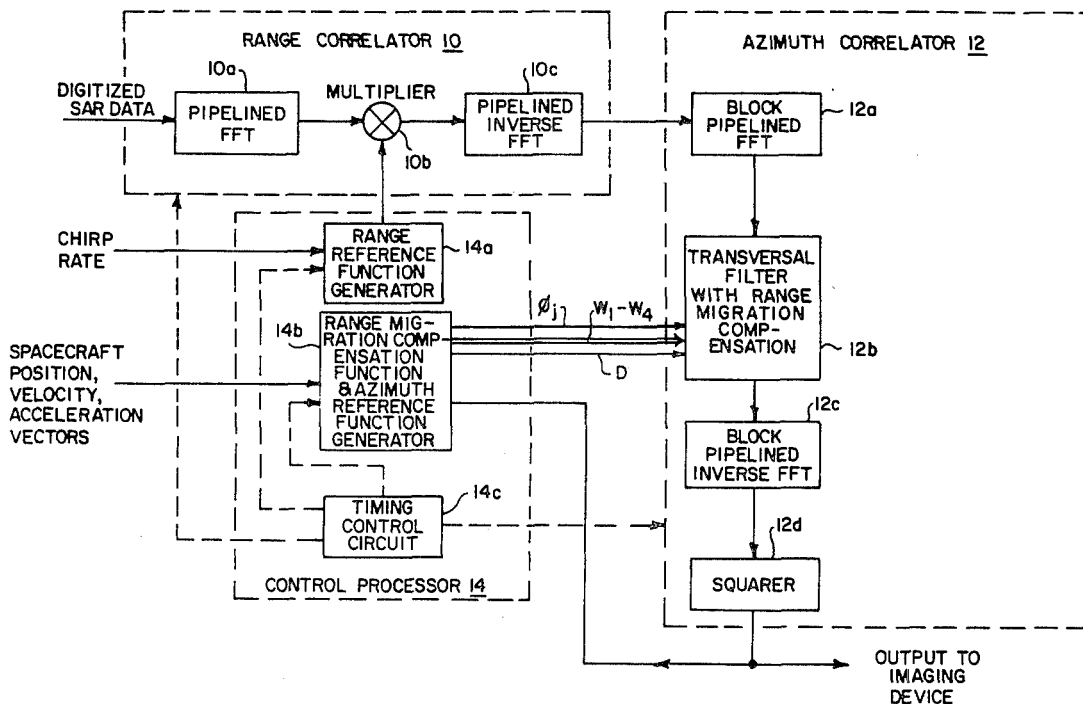 RANGE CORRELATOR 10
10a
10c
DIGITIZED
SAR DATA
PIPELINED
FFT
MULTIPLIER
10b
PIPELINED
INVERSE
FFT
AZIMUTH CORRELATOR 12
BLOCK
PIPELINED
FFT
12a
CHIRP
RATE
RANGE
REFERENCE
FUNCTION
GENERATOR
14a
14b
RANGE MIG-
RATION COMP-
ENSATION
FUNCTION
& AZIMUTH
REFERENCE
FUNCTION
GENERATOR
SPACECRAFT
POSITION,
VELOCITY,
ACCELERATION
VECTORS
Øj
W1-W4
D
TRANSVERSAL
FILTER
WITH RANGE
MIGRATION
COMP-
ENSATION
12b
12c
BLOCK
PIPELINED
INVERSE FFT
TIMING
CONTROL
CIRCUIT
14c
CONTROL PROCESSOR 14
12d
SQUARER
OUTPUT TO
IMAGING
DEVICE